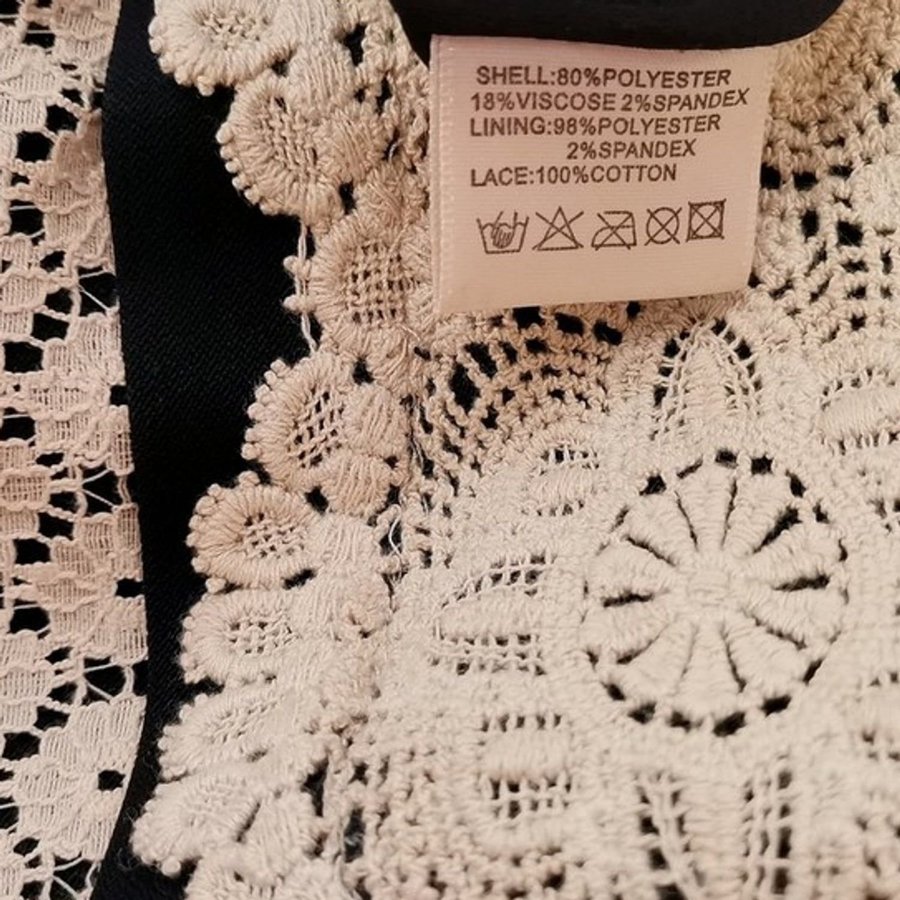 SHELL:80%POLYESTER
18%VISCOSE 2%SPANDEX
LINING:98%POLYESTER
2%SPANDEX
LACE:100%COTTON